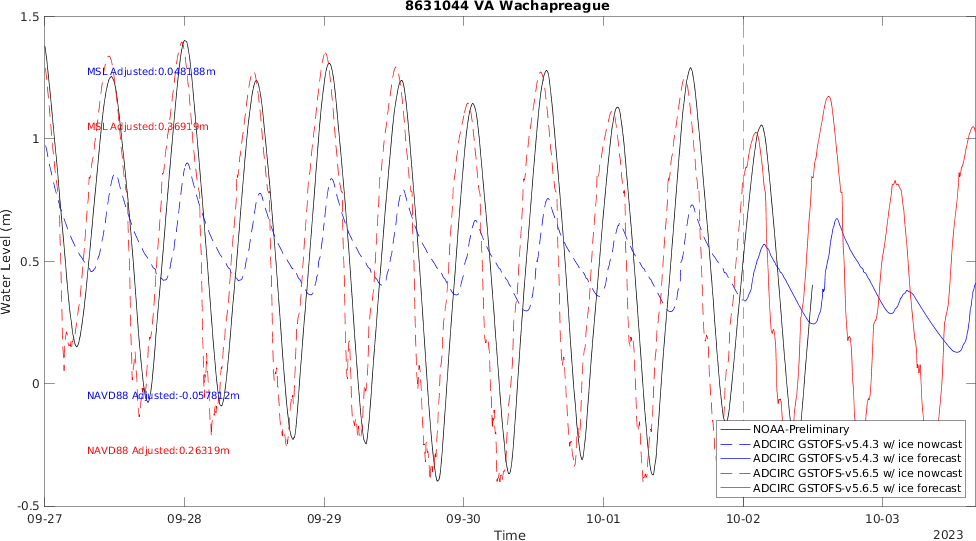 8631044 VA Wachapreague
1.5
MSL Adjusted:0.048188m
MSL Adjusted:0.36919m
1
0.5
Water Level (m)
0
NAVD88 Adjusted:-0.057812m
NAVD88 Adjusted:0.26319m
-0.5
NOAA-Preliminary
ADCIRC GSTOFS-v5.4.3 w/ ice nowcast
ADCIRC GSTOFS-v5.4.3 w/ ice forecast
ADCIRC GSTOFS-v5.6.5 w/ ice nowcast
ADCIRC GSTOFS-v5.6.5 w/ ice forecast
09-27 09-28 09-29 09-30 10-01 10-02 10-03
Time
2023